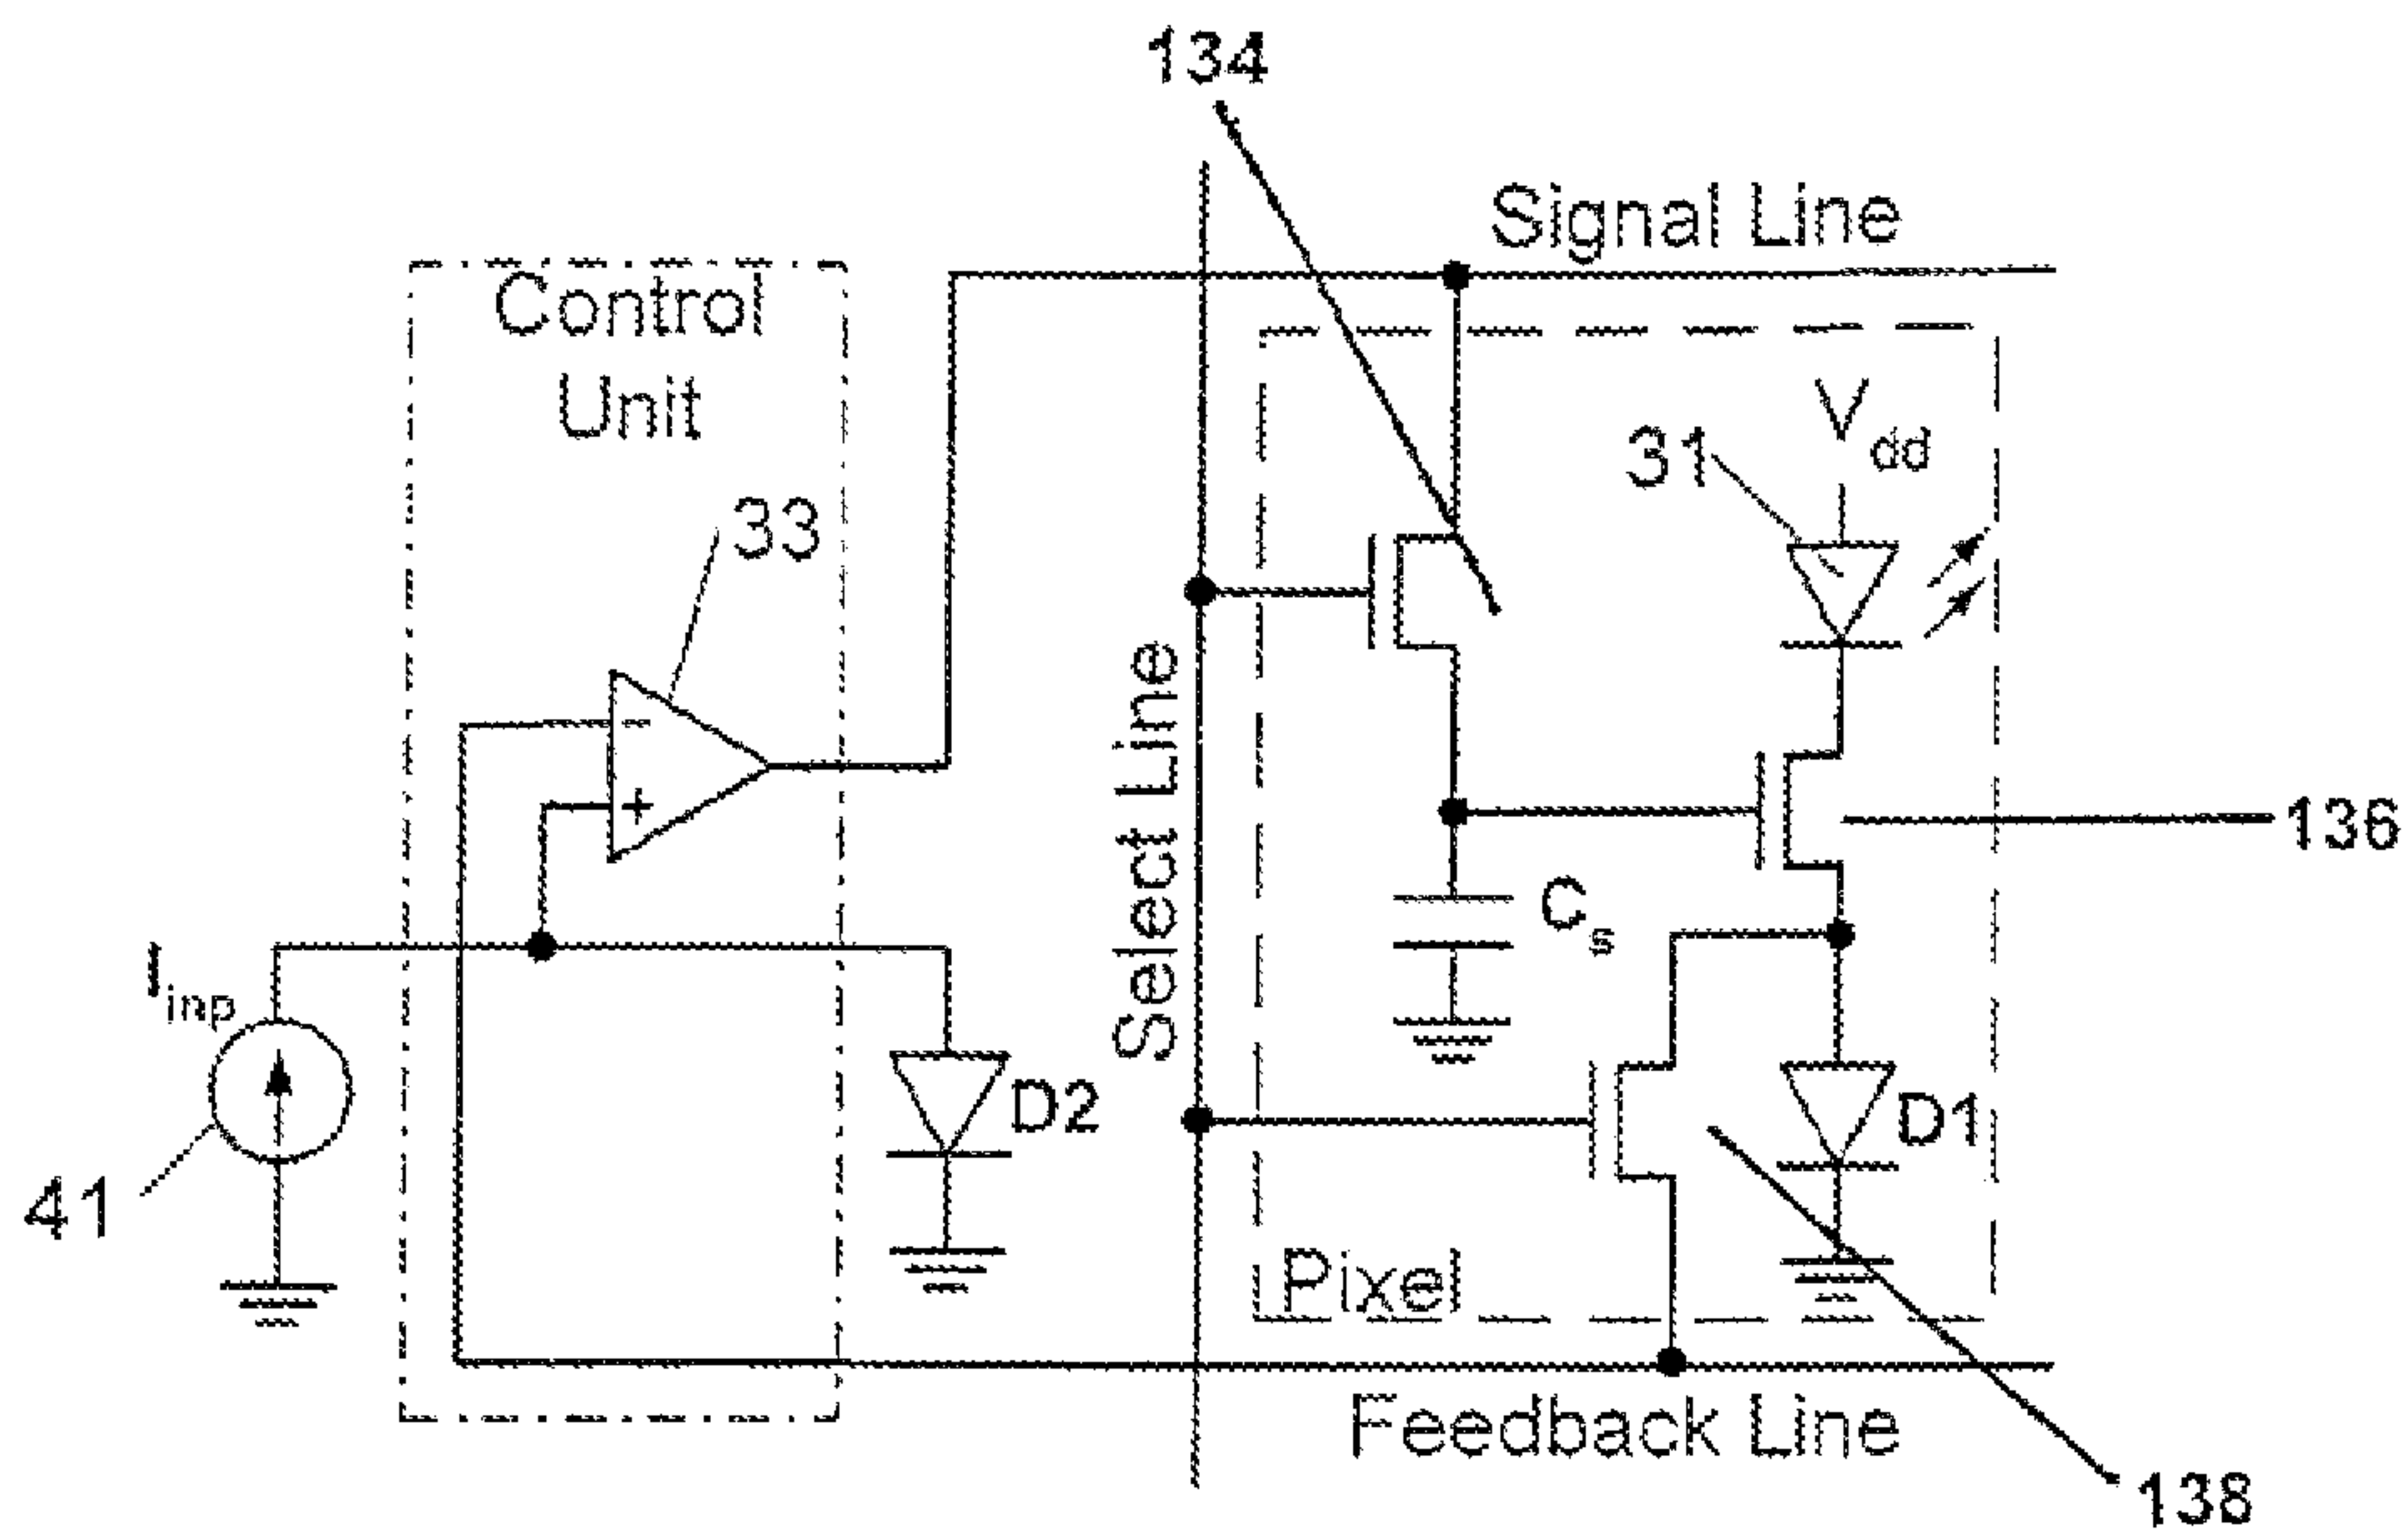 134
Signal Line
Control
Unit
V
dd
31
33
-
+
136
Select Line
C
s
I
inp
D2
D1
41
Pixel
Feedback Line
138